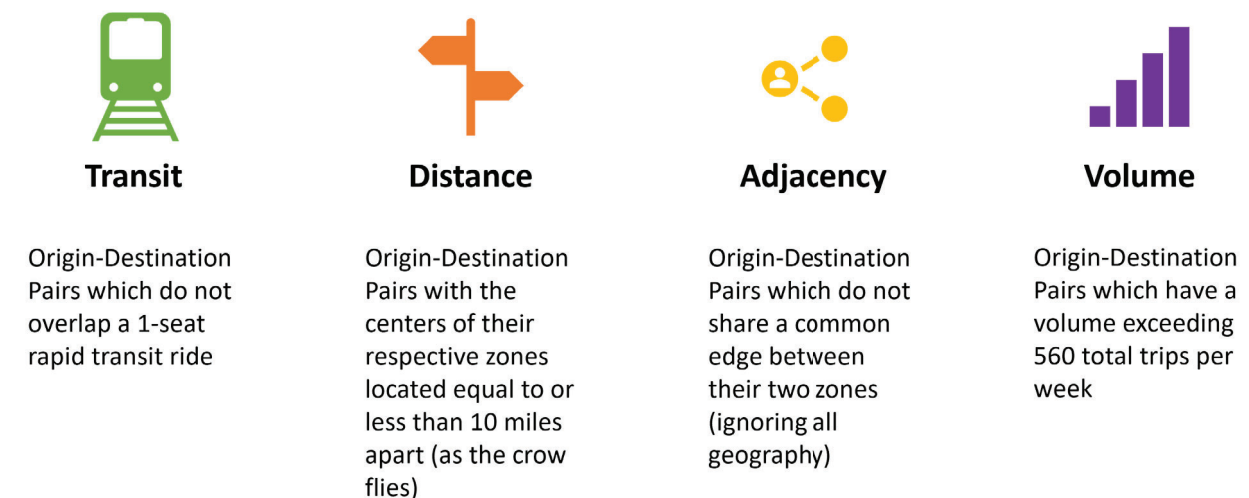 Transit
Origin-Destination
Pairs which do not
overlap a 1-seat
rapid transit ride
Distance
Origin-Destination
Pairs with the
centers of their
respective zones
located equal to or
less than 10 miles
apart (as the crow
flies)
Adjacency
Origin-Destination
Pairs which do not
share a common
edge between
their two zones
(ignoring all
geography)
Volume
Origin-Destination
Pairs which have a
volume exceeding
560 total trips per
week